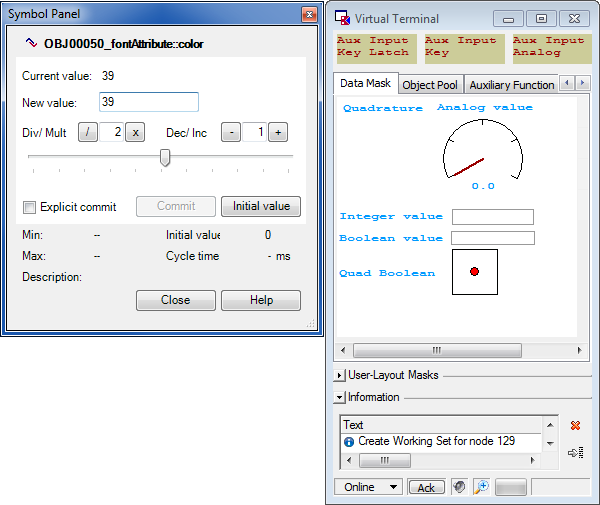 Symbol Panel
OBJ00050_fontAttribute::color
Current value: 39
New value: 39
Div/ Mult / 2 x Dec/ Inc - 1 +
Explicit commit Commit Initial value
Min: -- Initial value 0
Max: -- Cycle time - ms
Description:
Close Help
Virtual Terminal
Aux Input Key Latch
Aux Input Key
Aux Input Analog
Data Mask Object Pool Auxiliary Function
Quadrature Analog value
0.0
Integer value
Boolean value
Quad Boolean
User-Layout Masks
Information
Text
Create Working Set for node 129
Online Ack